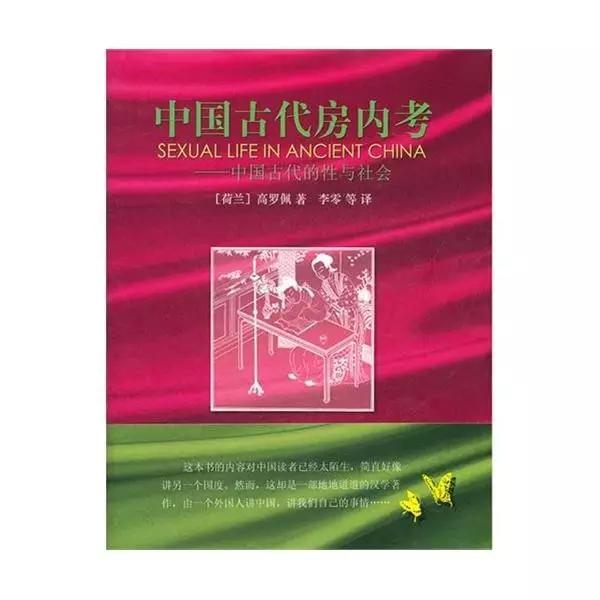 中国古代房内考
SEXUAL LIFE IN ANCIENT CHINA
——中国古代的性与社会
[荷兰] 高罗佩 著 李零 等 译
这本书的内容对中国读者已经太陌生，简直好像
讲另一个国度。然而，这却是一部地地道道的汉学著
作，由一个外国人讲中国，讲我们自己的事情……